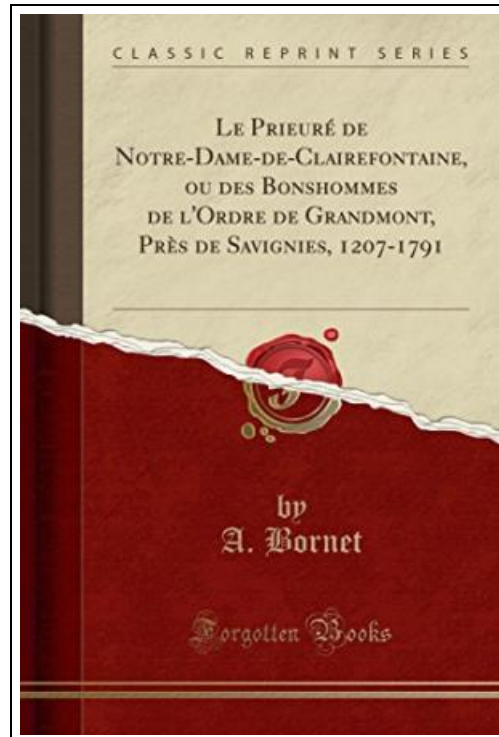 CLASSIC REPRINT SERIES
LE PRIEURÉ DE
NOTRE-DAME-DE-CLAIREFONTAINE,
OU DES BONSHOMMES
DE L'ORDRE DE GRANDMONT,
PRÈS DE SAVIGNIES, 1207-1791
by
A. Bornet
Forgotten Books